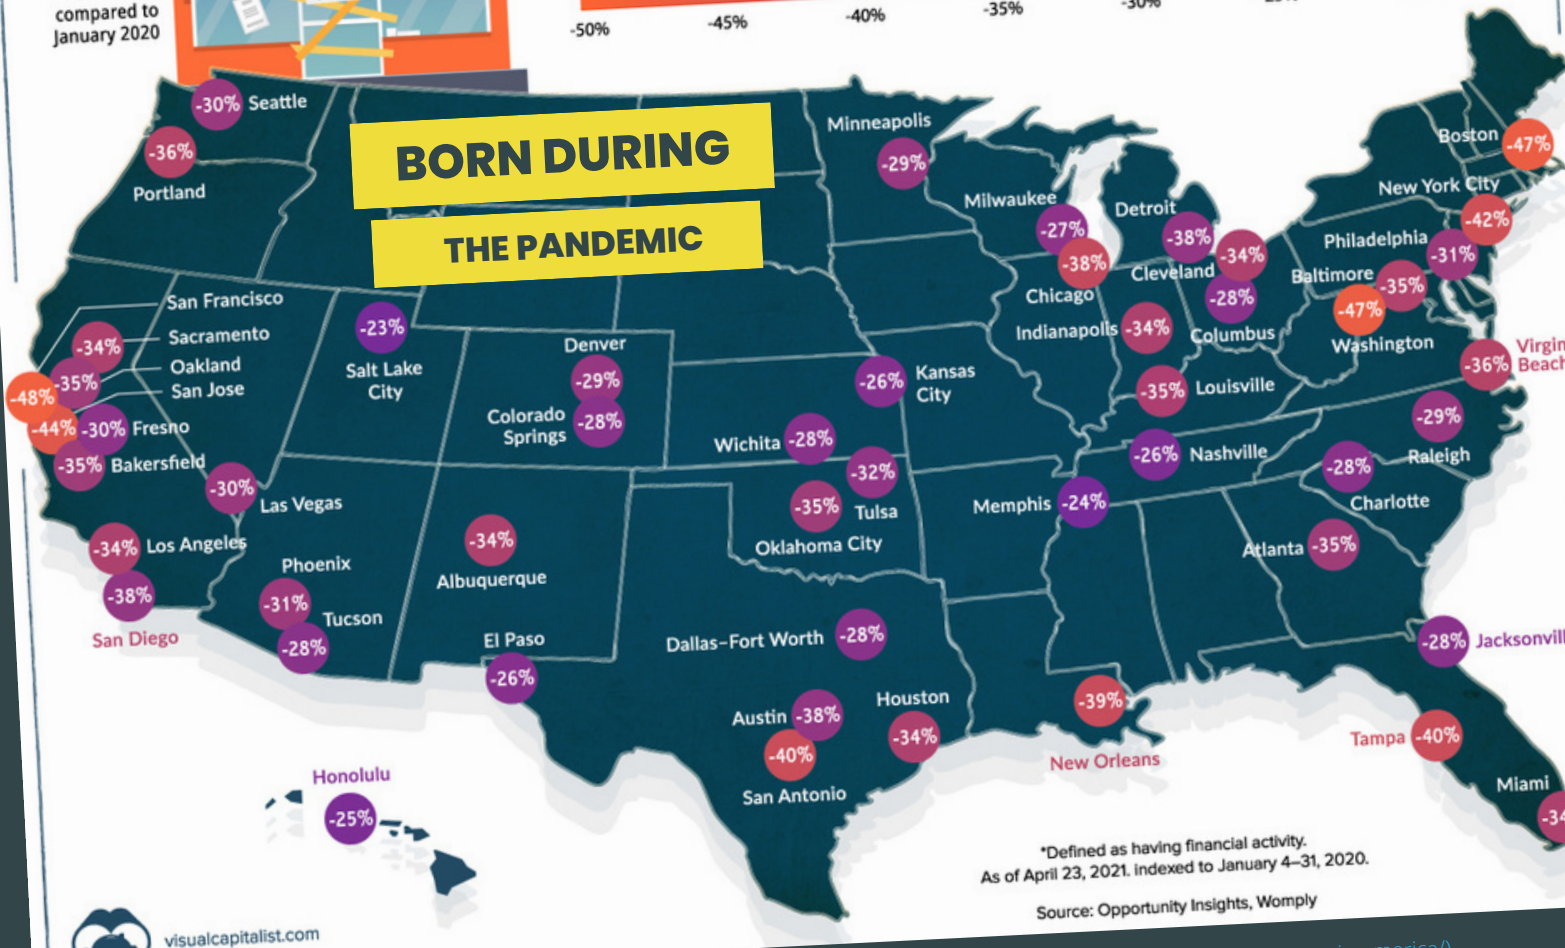 compared to
January 2020
-50%
-45%
-40%
-35%
-30%
BORN DURING
THE PANDEMIC
-30% Seattle
-36%
Portland
Minneapolis
-29%
Milwaukee
-27%
-38%
Chicago
Detroit
-38%
-34%
Cleveland
-28%
Columbus
Boston
-47%
New York City
-42%
Philadelphia
-31%
Baltimore
-35%
-47%
Washington
-36%
San Francisco
Sacramento
-34%
Oakland
-35%
San Jose
-48%
-44%
-30% Fresno
-35% Bakersfield
-30%
Las Vegas
-34% Los Angeles
-38%
San Diego
-23%
Salt Lake
City
Denver
-29%
Colorado
Springs
-28%
-26% Kansas
City
Wichita -28%
-32%
Tulsa
-35%
Oklahoma City
Indianapolis -34%
-35% Louisville
-26% Nashville
Memphis -24%
-29%
Raleigh
-28%
Charlotte
Atlanta -35%
Phoenix
-31%
Tucson
-28%
-34%
Albuquerque
El Paso
-26%
Dallas–Fort Worth -28%
Austin -38%
-40%
San Antonio
Houston
-34%
-39%
New Orleans
-28%
Tampa -40%
Miami
Honolulu
-25%
*Defined as having financial activity.
As of April 23, 2021. indexed to January 4–31, 2020.
Source: Opportunity Insights, Womply
visualcapitalist.com